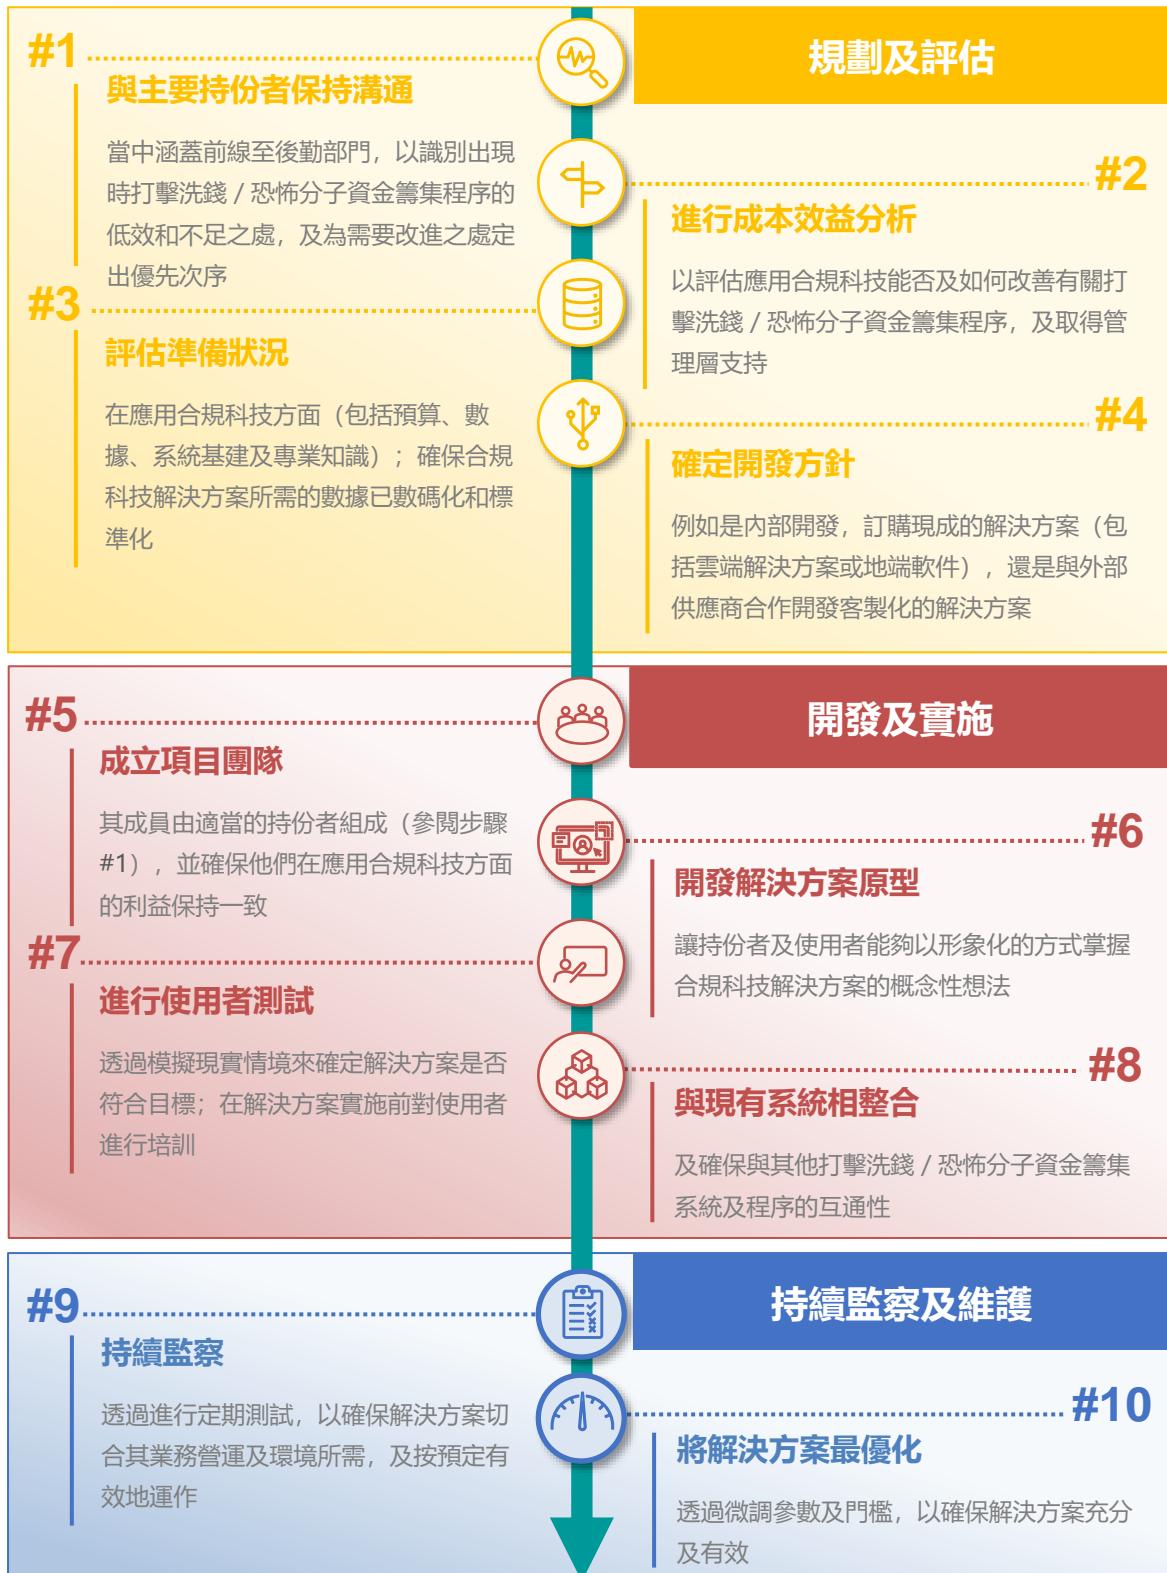 規劃及評估
#1
與主要持份者保持溝通
當中涵蓋前線至後勤部門，以識別出現
時打擊洗錢 / 恐怖分子資金籌集程序的
低效和不足之處，及為需要改進之處定
出優先次序
#2
進行成本效益分析
以評估應用合規科技能否及如何改善有關打
擊洗錢 / 恐怖分子資金籌集程序，及取得管
理層支持
#3
評估準備狀況
在應用合規科技方面（包括預算、數
據、系統基建及專業知識）；確保合規
科技解決方案所需的數據已數碼化和標
準化
#4
確定開發方針
例如是內部開發，訂購現成的解決方案（包
括雲端解決方案或地端軟件），還是與外部
供應商合作開發客製化的解決方案
開發及實施
#5
成立項目團隊
其成員由適當的持份者組成（參閱步驟
#1），並確保他們在應用合規科技方面
的利益保持一致
#6
開發解決方案原型
讓持份者及使用者能夠以形象化的方式掌握
合規科技解決方案的概念性想法
#7
進行使用者測試
透過模擬現實情境來確定解決方案是否
符合目標；在解決方案實施前對使用者
進行培訓
#8
與現有系統相整合
及確保與其他打擊洗錢 / 恐怖分子資金籌集
系統及程序的互通性
持續監察及維護
#9
持續監察
透過進行定期測試，以確保解決方案切
合其業務營運及環境所需，及按預定有
效地運作
#10
將解決方案最優化
透過微調參數及門檻，以確保解決方案充分
及有效